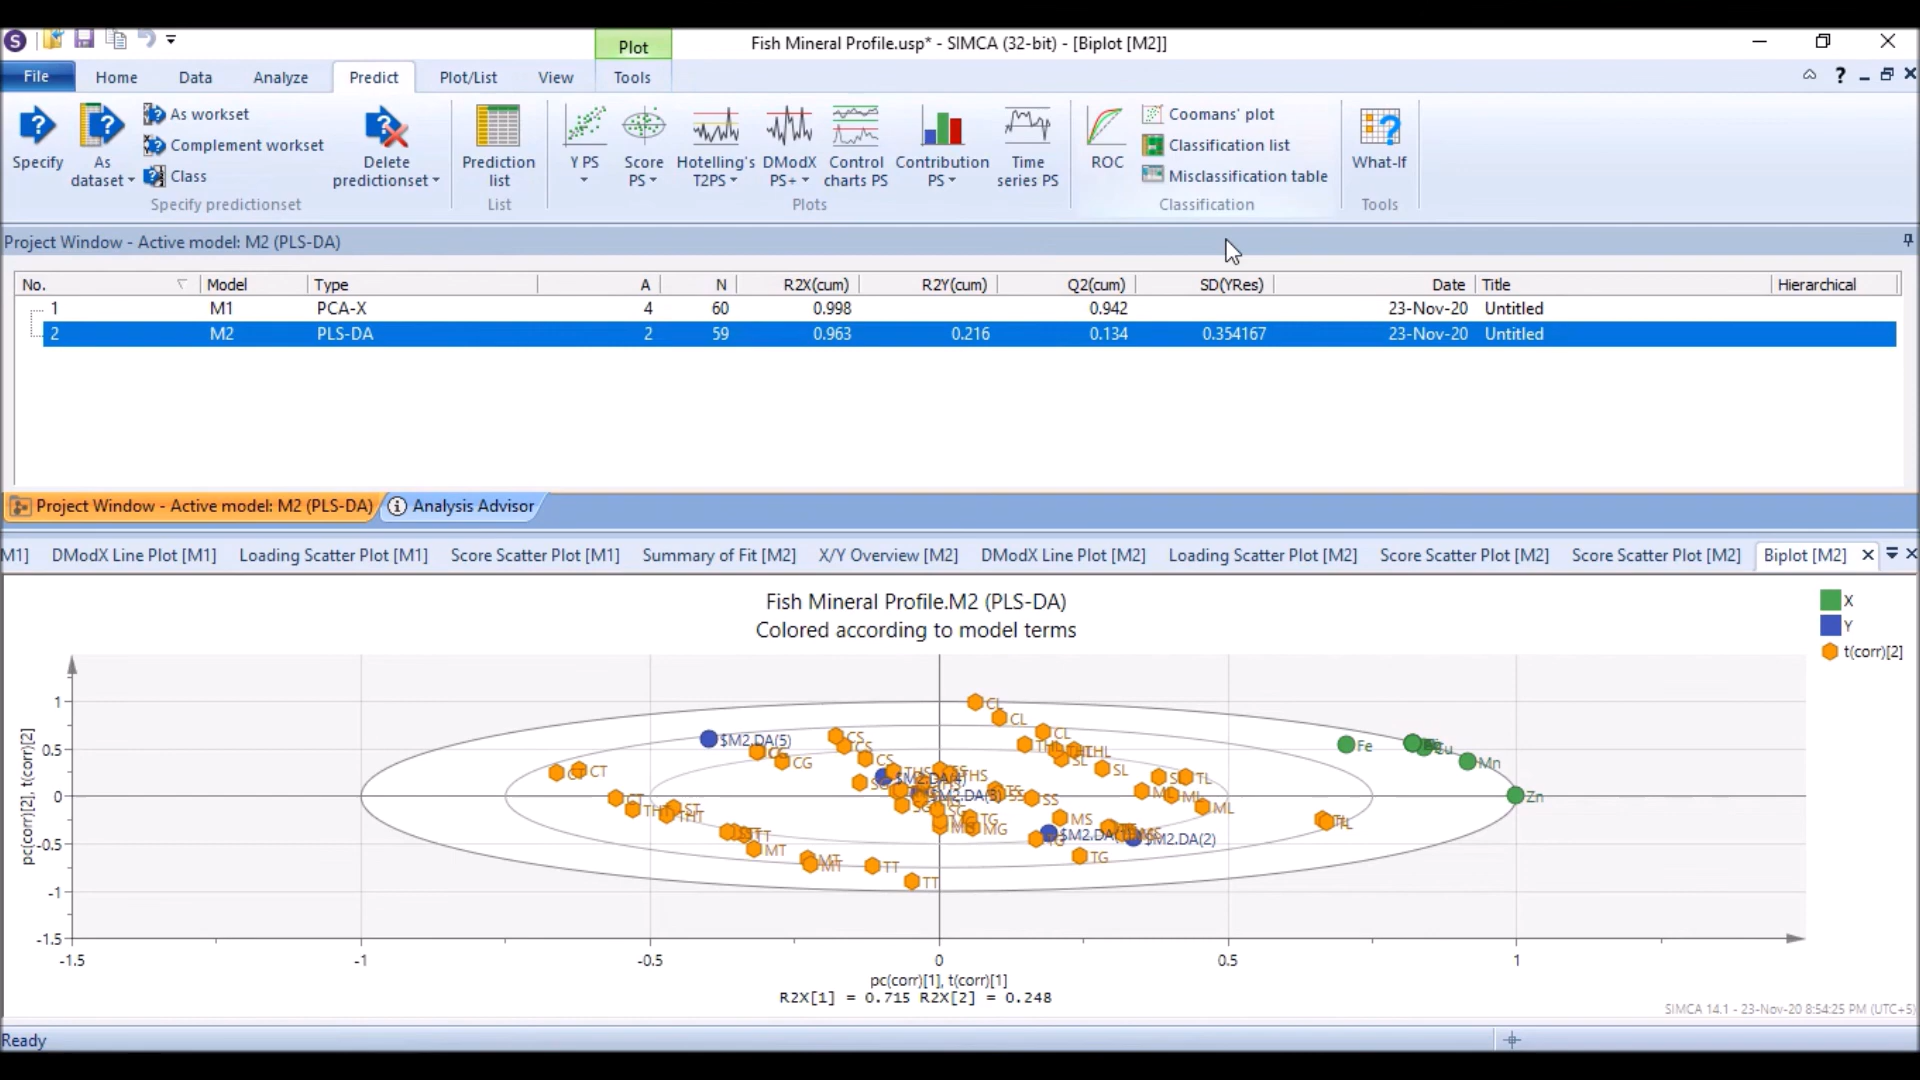 Plot
Fish Mineral Profile.usp* - SIMCA (32-bit) - [Biplot [M2]]
File Home Data Analyze Predict Plot/List View Tools
Specify
As dataset
As workset
Complement workset
Class
Delete predictionset
Specify predictionset
Prediction list
List
Y PS
Score PS
Hotelling's T2PS
DModX PS+
Control charts PS
Contribution PS
Time series PS
Plots
ROC
Coomans' plot
Classification list
Misclassification table
Classification
What-If
Tools
Project Window - Active model: M2 (PLS-DA)
No. Model Type A N R2X(cum) R2Y(cum) Q2(cum) SD(YRes) Date Title Hierarchical
1 M1 PCA-X 4 60 0.998 0.942 23-Nov-20 Untitled
2 M2 PLS-DA 2 59 0.963 0.216 0.134 0.354167 23-Nov-20 Untitled
Project Window - Active model: M2 (PLS-DA) Analysis Advisor
M1] DModX Line Plot [M1] Loading Scatter Plot [M1] Score Scatter Plot [M1] Summary of Fit [M2] X/Y Overview [M2] DModX Line Plot [M2] Loading Scatter Plot [M2] Score Scatter Plot [M2] Score Scatter Plot [M2] Biplot [M2]
Fish Mineral Profile.M2 (PLS-DA)
Colored according to model terms
X
Y
t(corr)[2]
pc(corr)[2], t(corr)[2]
1
0.5
0
-0.5
-1
-1.5
CL
CL
CL
$M2.DA(5)
CS
CG
SL
Fe
Mn
CT
SL
TL
ML
ML
Zn
SS
MS
TG
MG
$M2.DA(2)
MT
TG
MT
TT
TT
-1.5 -1 -0.5 0 0.5 1
pc(corr)[1], t(corr)[1]
R2X[1] = 0.715 R2X[2] = 0.248
SIMCA 14.1 - 23-Nov-20 8:54:25 PM (UTC+5)
Ready